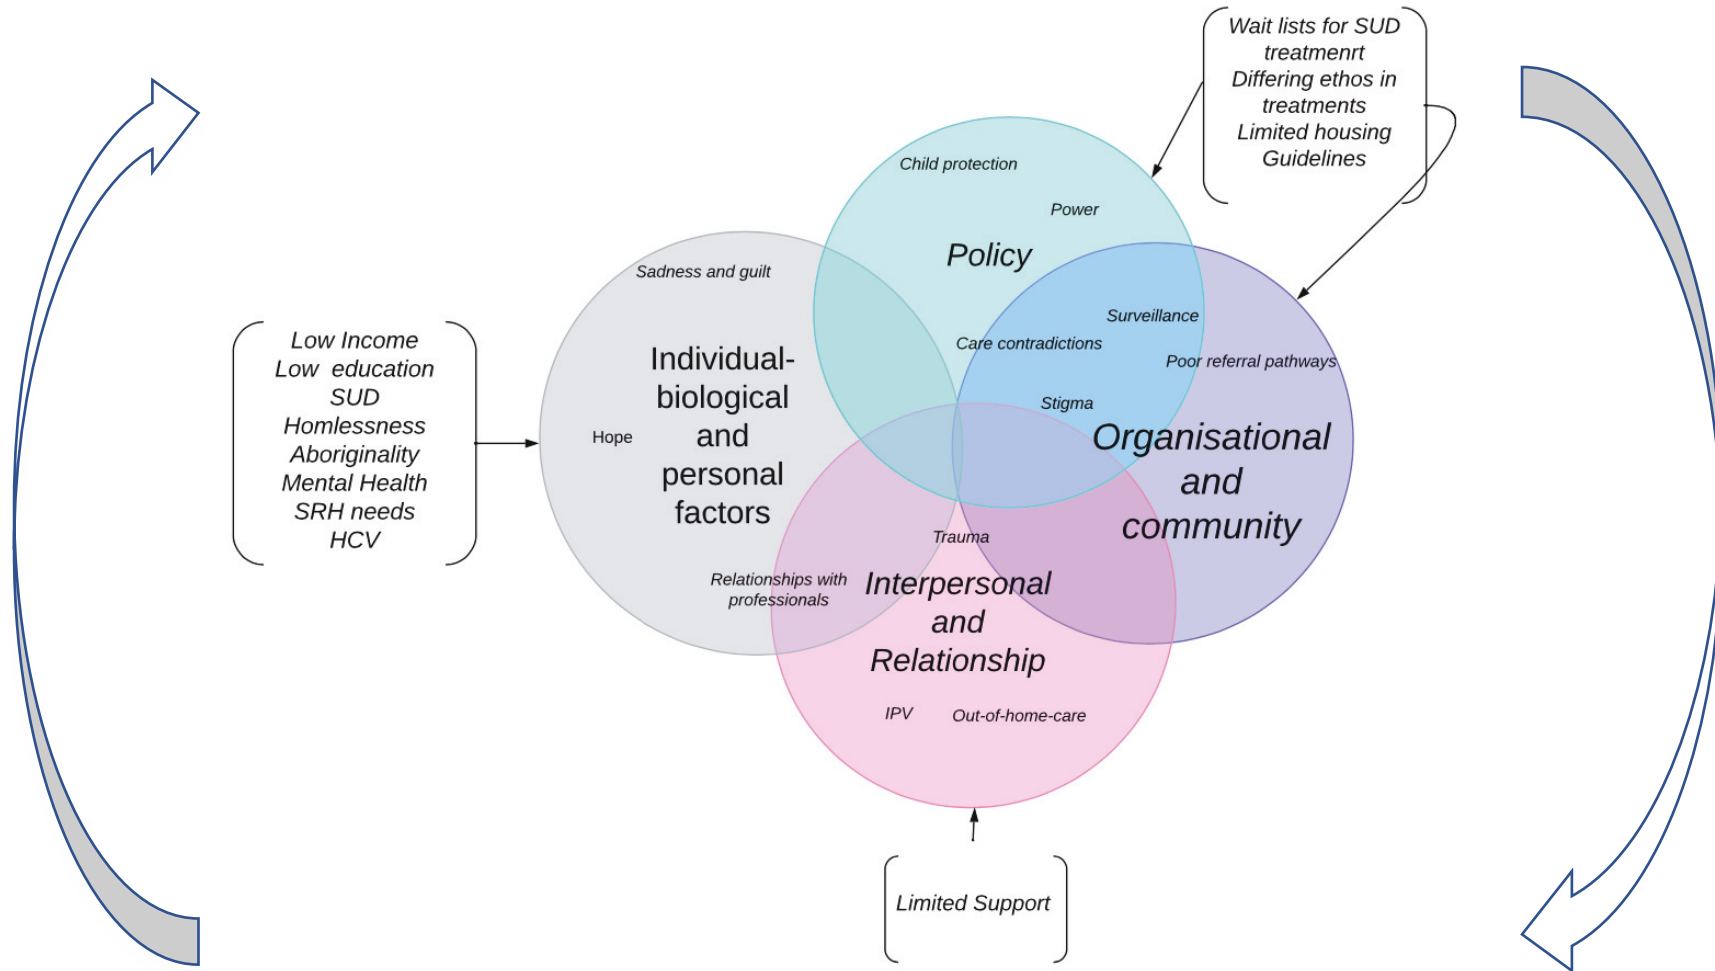 Wait lists for SUD
treatmenrt
Differing ethos in
treatments
Limited housing
Guidelines
Child protection
Power
Policy
Sadness and guilt
Surveillance
Care contradictions
Poor referral pathways
Stigma
Low Income
Low education
SUD
Homlessness
Aboriginality
Mental Health
SRH needs
HCV
Individual-
biological
and
personal
factors
Hope
Organisational
and
community
Trauma
Relationships with
professionals
Interpersonal
and
Relationship
IPV
Out-of-home-care
Limited Support